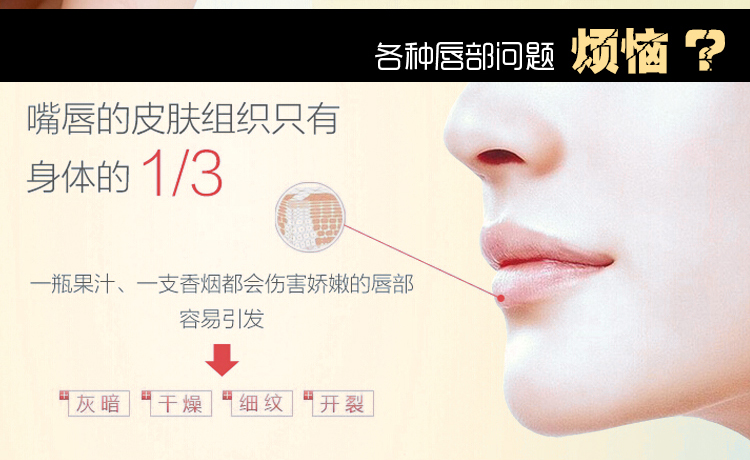 各种唇部问题 烦恼？
嘴唇的皮肤组织只有
身体的 1/3
一瓶果汁、一支香烟都会伤害娇嫩的唇部
容易引发
灰暗 干燥 细纹 开裂